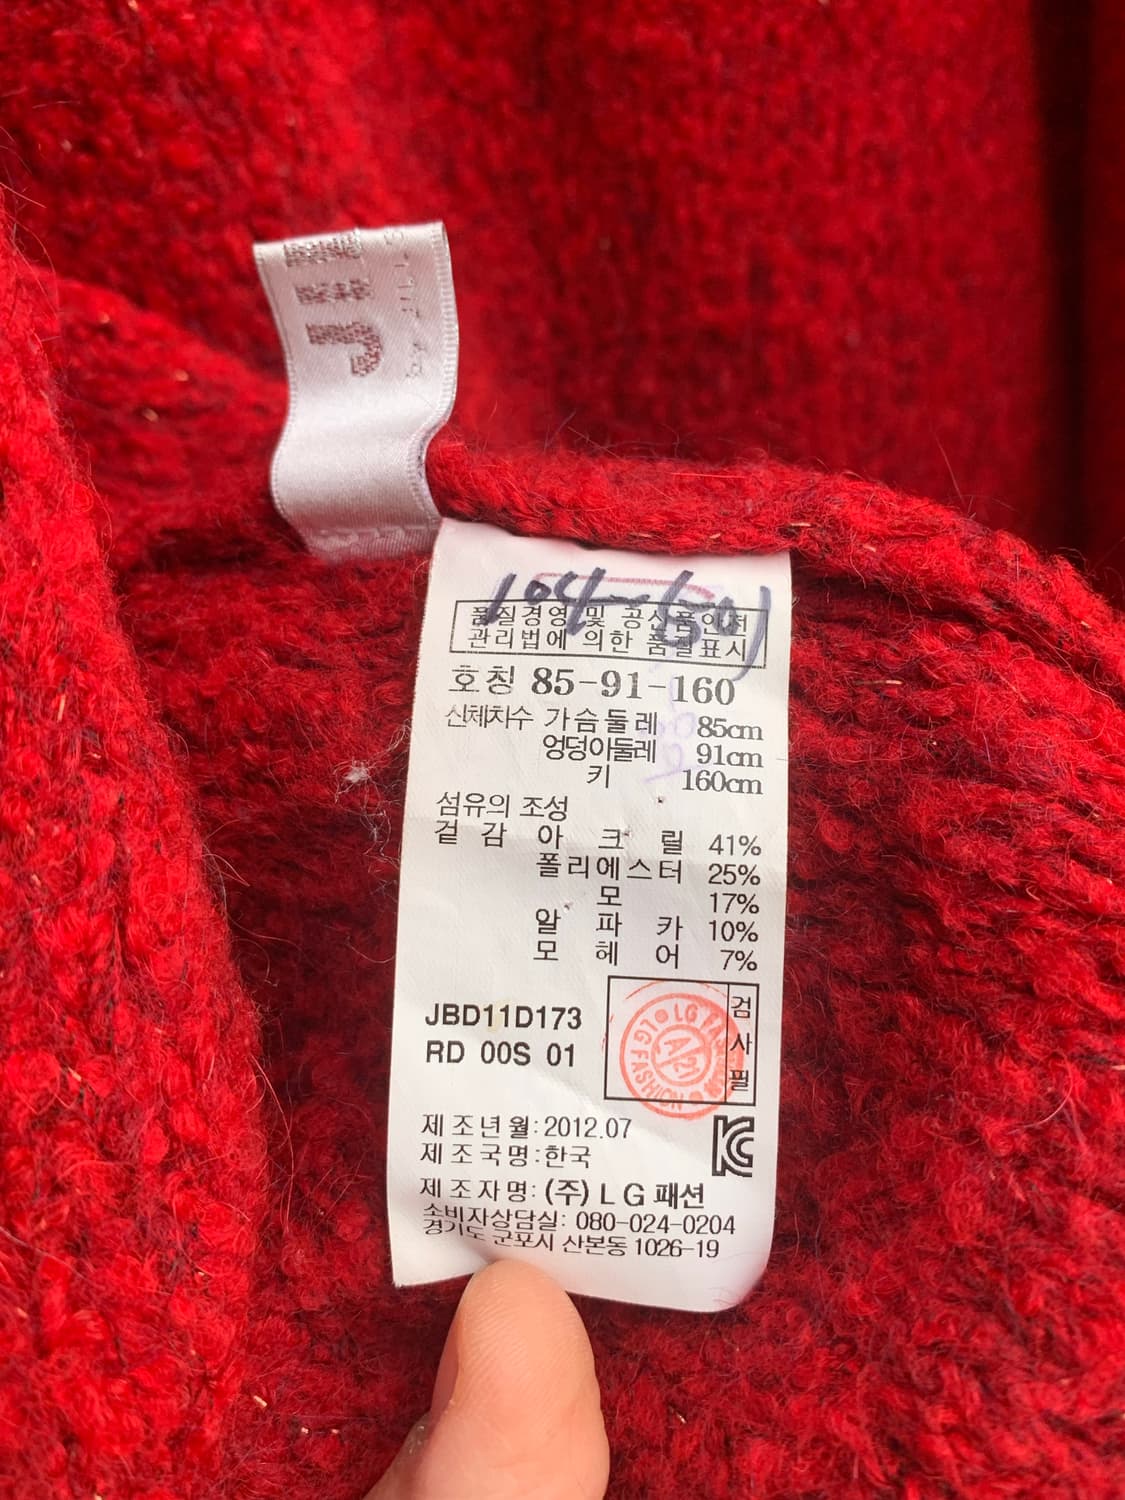 품질경영 및 공산품안전
관리법에 의한 품질표시
호칭 85-91-160
신체치수 가슴둘레 85cm
엉덩이둘레 91cm
키 160cm
섬유의 조성
겉감 아크릴 41%
폴리에스터 25%
모 17%
알파카 10%
모헤어 7%
JBD11D173
RD 00S 01
검사필
LG FASHION
제조년월:2012.07
제조국명:한국
제조자명:(주)LG패션
소비자상담실: 080-024-0204
경기도 군포시 산본동 1026-19